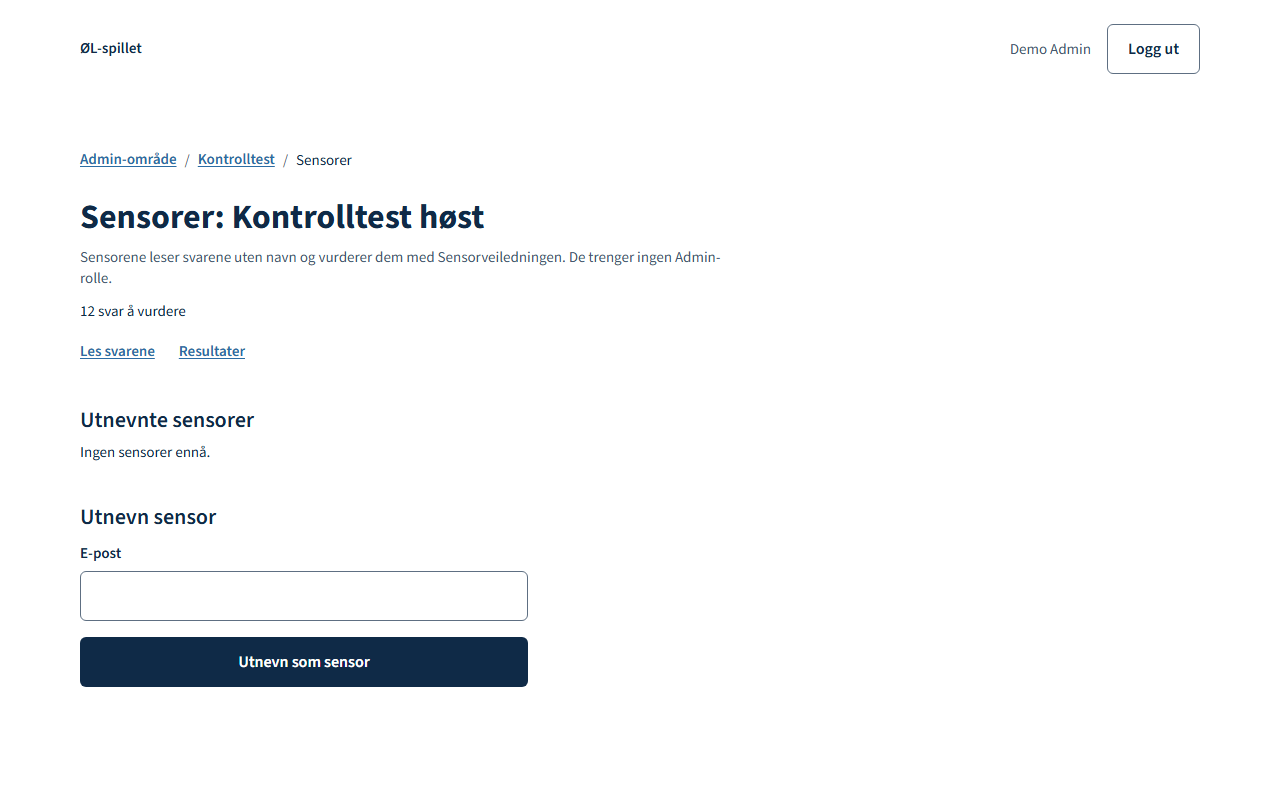 ØL-spillet
Demo Admin
Logg ut
Admin-område / Kontrolltest / Sensorer
Sensorer: Kontrolltest høst
Sensorene leser svarene uten navn og vurderer dem med Sensorveiledningen. De trenger ingen Admin-
rolle.
12 svar å vurdere
Les svarene Resultater
Utnevnte sensorer
Ingen sensorer ennå.
Utnevn sensor
E-post
Utnevn som sensor